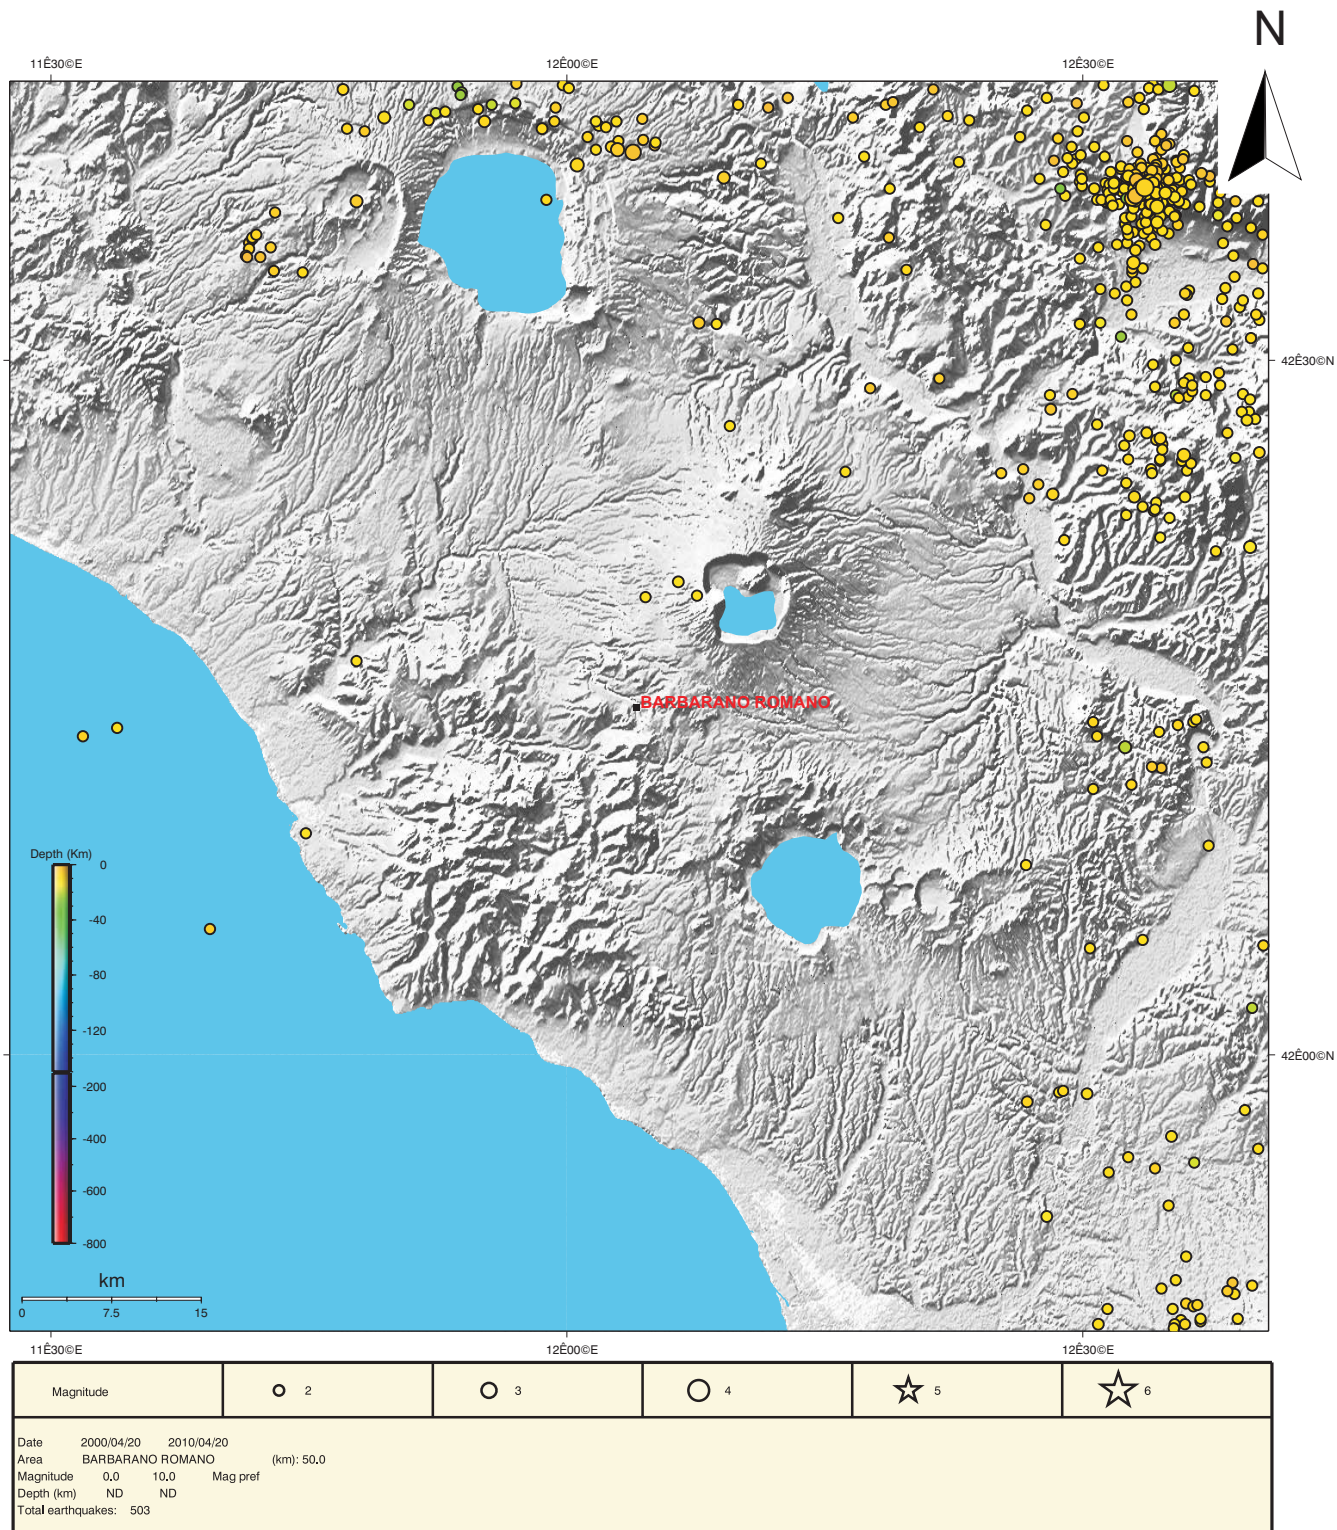 N
11Ê30©E 12Ê00©E 12Ê30©E
42Ê30©N
BARBARANO ROMANO
Depth (Km)
0
-40
-80
-120
-200
-400
-600
-800
42Ê00©N
km
0 7.5 15
11Ê30©E 12Ê00©E 12Ê30©E
Magnitude 2 3 4 5 6
Date 2000/04/20 2010/04/20
Area BARBARANO ROMANO (km): 50.0
Magnitude 0.0 10.0 Mag pref
Depth (km) ND ND
Total earthquakes: 503